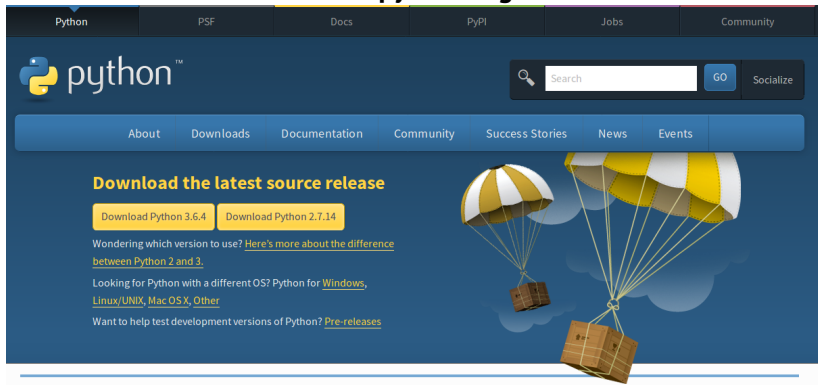 Python PSF Docs PyPI Jobs Community
python™
Search GO Socialize
About Downloads Documentation Community Success Stories News Events
Download the latest source release
Download Python 3.6.4 Download Python 2.7.14
Wondering which version to use? Here's more about the difference
between Python 2 and 3.
Looking for Python with a different OS? Python for Windows,
Linux/UNIX, Mac OS X, Other
Want to help test development versions of Python? Pre-releases